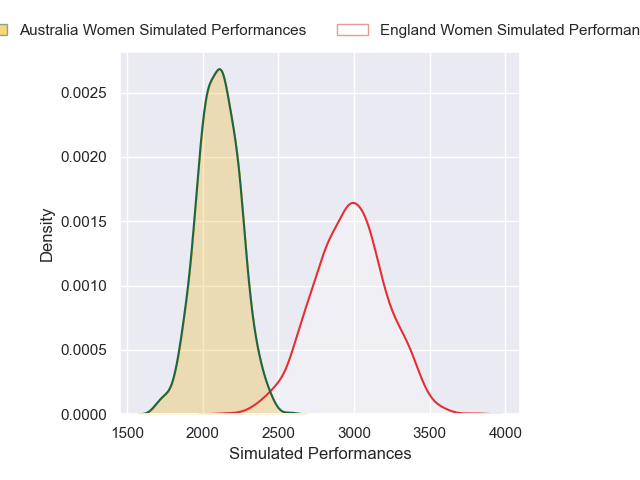 Australia Women Simulated Performances England Women Simulated Performan
0.0025
0.0020
0.0015
0.0010
0.0005
0.0000
Density
1500 2000 2500 3000 3500 4000
Simulated Performances